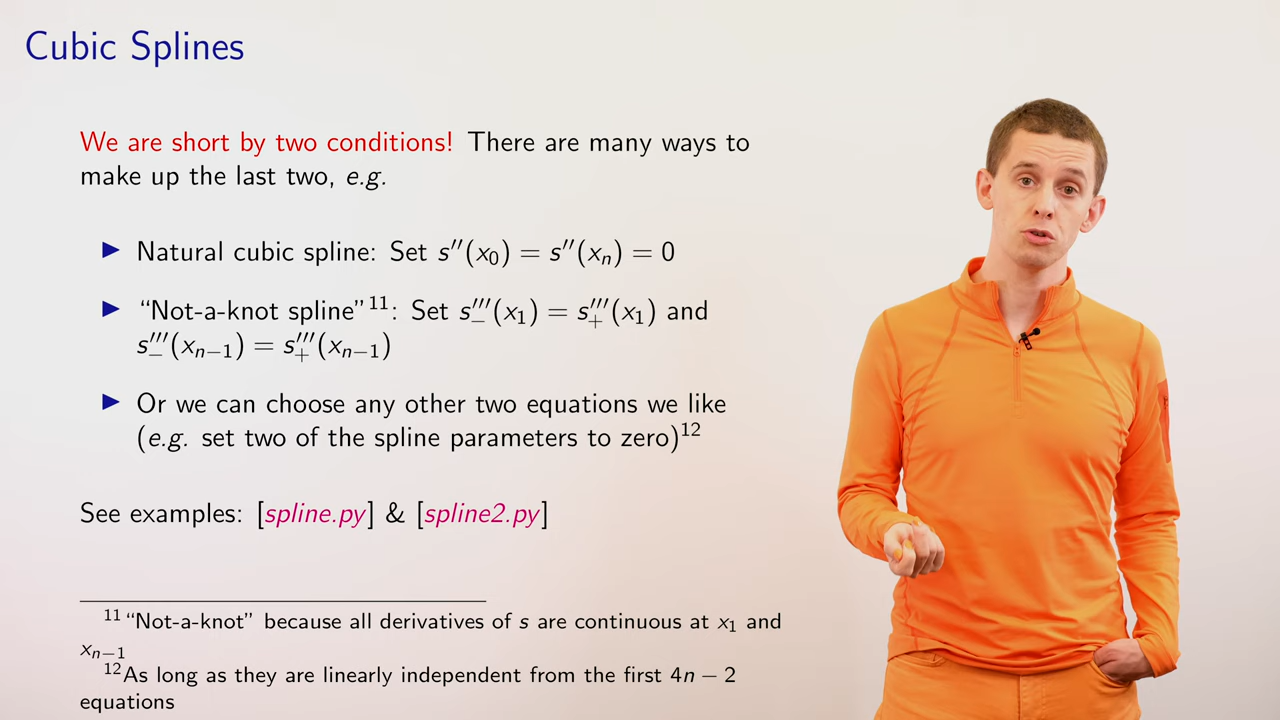 Cubic Splines
We are short by two conditions! There are many ways to
make up the last two, e.g.
▶ Natural cubic spline: Set s′′(x₀) = s′′(xₙ) = 0
▶ “Not-a-knot spline”¹¹: Set s′′′₋(x₁) = s′′′₊(x₁) and
s′′′₋(xₙ₋₁) = s′′′₊(xₙ₋₁)
▶ Or we can choose any other two equations we like
(e.g. set two of the spline parameters to zero)¹²
See examples: [spline.py] & [spline2.py]
¹¹“Not-a-knot” because all derivatives of s are continuous at x₁ and
xₙ₋₁
¹²As long as they are linearly independent from the first 4n − 2
equations